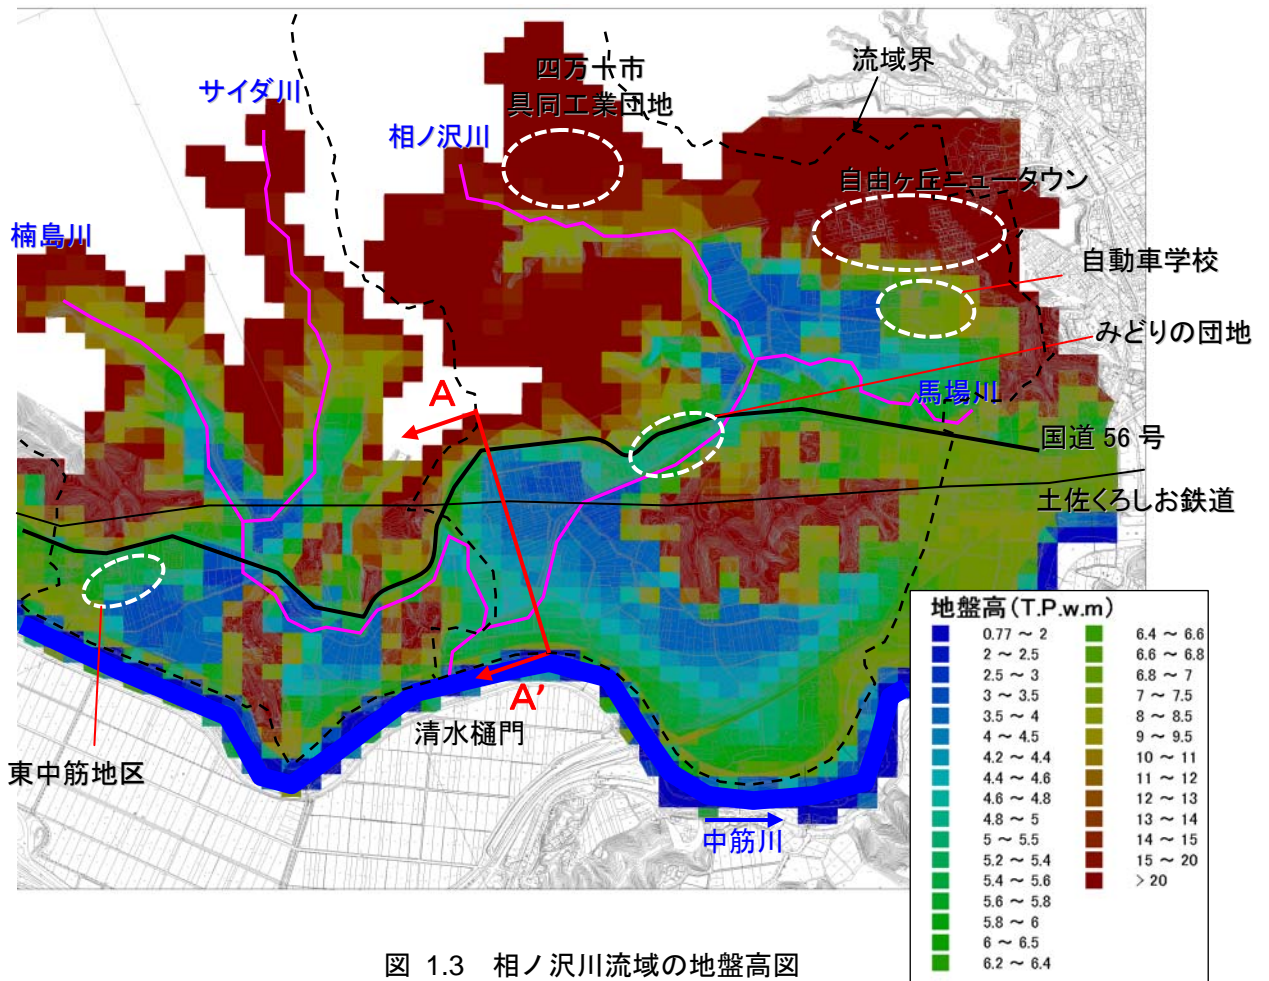 四万十市
具同工業団地
流域界
サイダ川
相ノ沢川
自由ヶ丘ニュータウン
楠島川
自動車学校
みどりの団地
馬場川
A
国道 56 号
土佐くろしお鉄道
A'
清水樋門
東中筋地区
中筋川
地盤高(T.P.w.m)
0.77 ～ 2
2 ～ 2.5
2.5 ～ 3
3 ～ 3.5
3.5 ～ 4
4 ～ 4.5
4.2 ～ 4.4
4.4 ～ 4.6
4.6 ～ 4.8
4.8 ～ 5
5 ～ 5.5
5.2 ～ 5.4
5.4 ～ 5.6
5.6 ～ 5.8
5.8 ～ 6
6 ～ 6.5
6.2 ～ 6.4
6.4 ～ 6.6
6.6 ～ 6.8
6.8 ～ 7
7 ～ 7.5
8 ～ 8.5
9 ～ 9.5
10 ～ 11
11 ～ 12
12 ～ 13
13 ～ 14
14 ～ 15
15 ～ 20
> 20
図 1.3 相ノ沢川流域の地盤高図